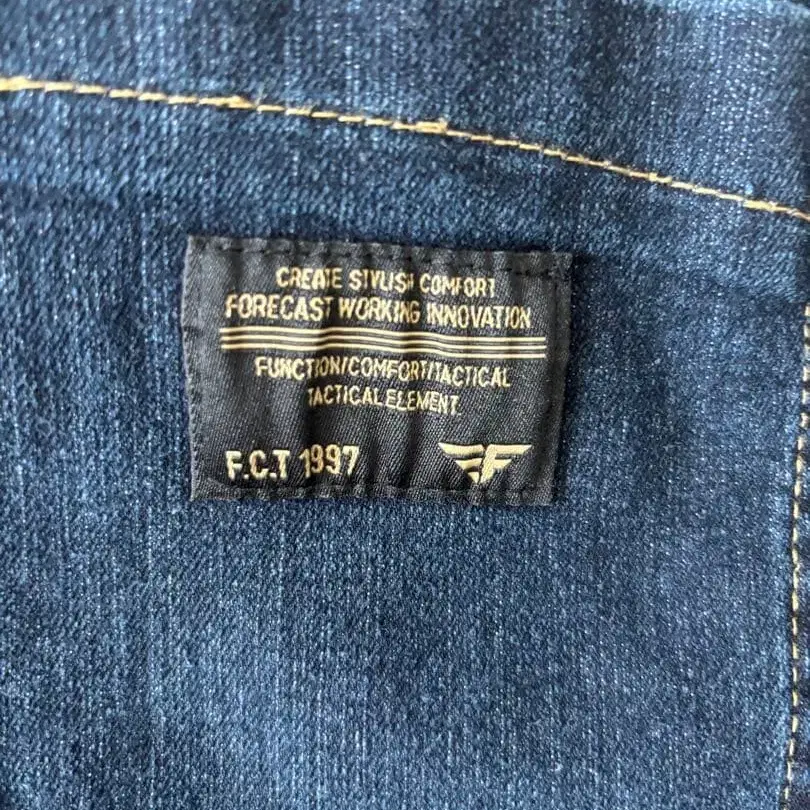 CREATE STYLISH COMFORT
FORECAST WORKING INNOVATION
FUNCTION/COMFORT/TACTICAL
TACTICAL ELEMENT
F.C.T 1997
F